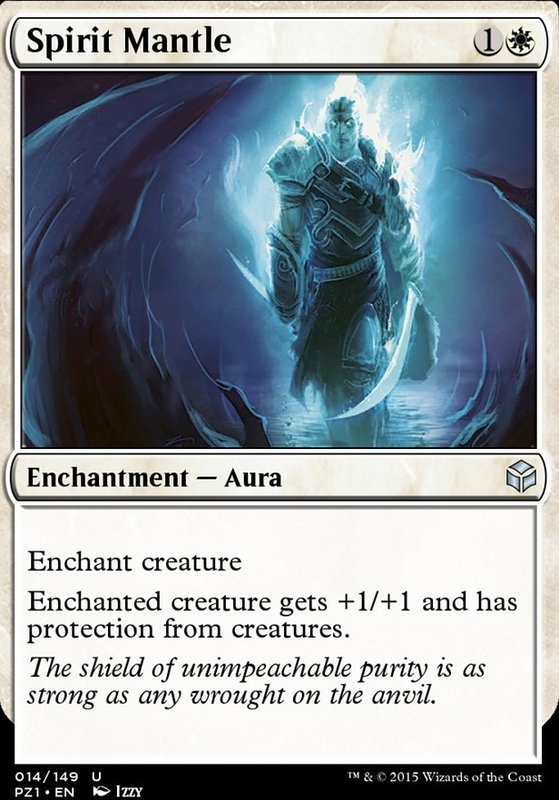 Spirit Mantle 1
Enchantment — Aura
Enchant creature
Enchanted creature gets +1/+1 and has
protection from creatures.
The shield of unimpeachable purity is as
strong as any wrought on the anvil.
014/149 U
PZ1 • EN Izzy
™ & © 2015 Wizards of the Coast